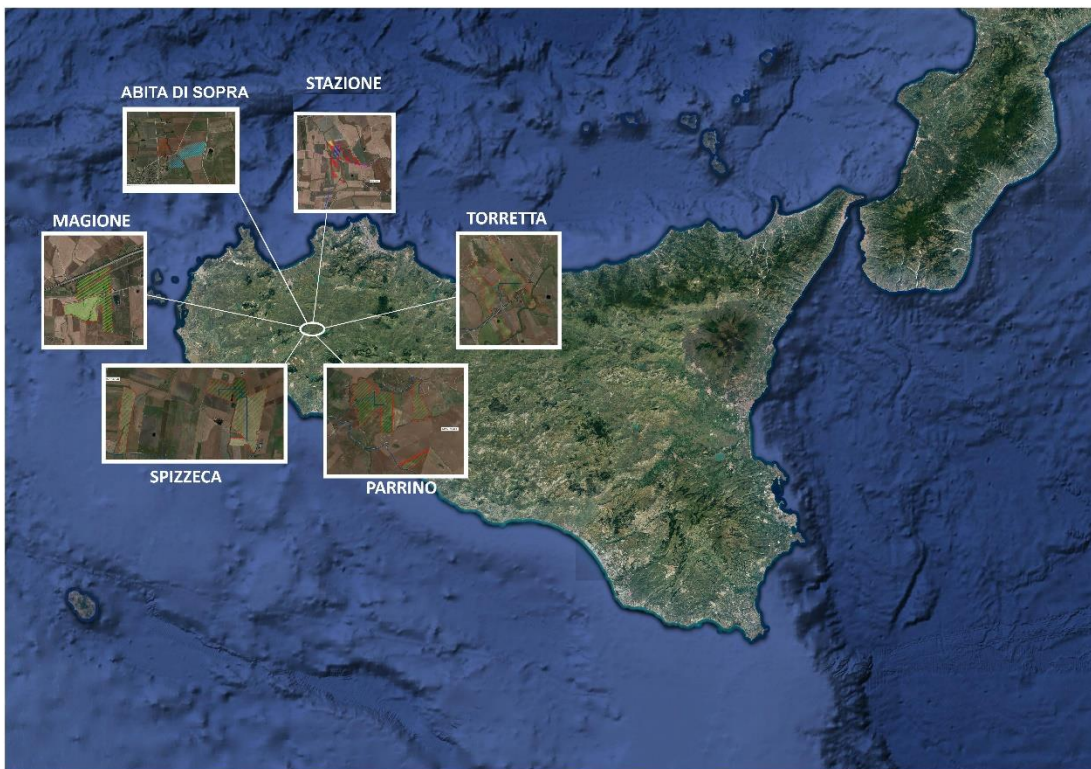 STAZIONE
ABITA DI SOPRA
MAGIONE
TORRETTA
SPIZZECA
PARRINO